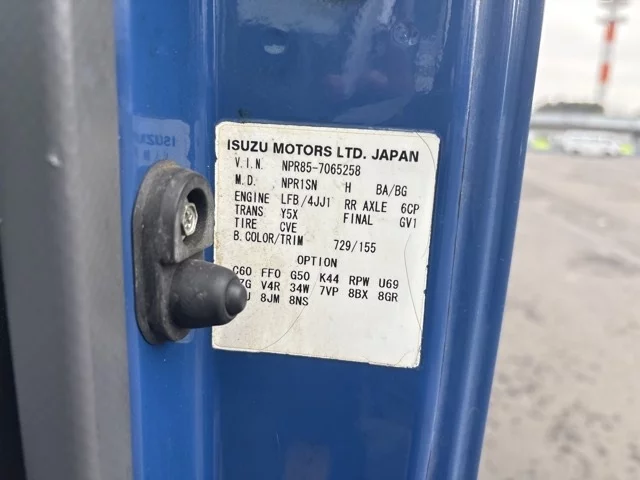 ISUZU MOTORS LTD. JAPAN
V.I.N. NPR85-7065258
M.D. NPR1SN H BA/BG
ENGINE LFB/4JJ1 RR AXLE 6CP
TRANS Y5X FINAL GV1
TIRE CVE
B.COLOR/TRIM 729/155
OPTION
C60 FF0 G50 K44 RPW U69
V4R 34W 7VP 8BX 8GR
8JM 8NS